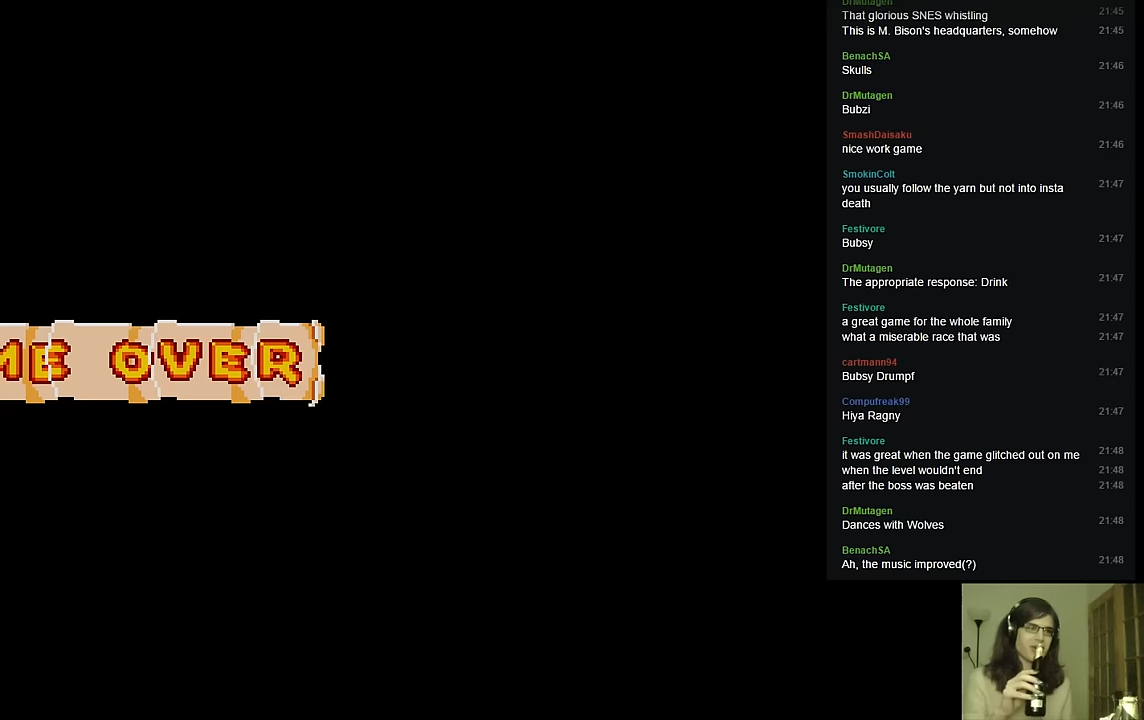 ME OVER
DrMutagen
That glorious SNES whistling 21:45
This is M. Bison's headquarters, somehow 21:45
BenachSA
Skulls 21:46
DrMutagen
Bubzi 21:46
SmashDaisaku
nice work game 21:46
SmokinColt
you usually follow the yarn but not into insta 21:47
death
Festivore
Bubsy 21:47
DrMutagen
The appropriate response: Drink 21:47
Festivore
a great game for the whole family 21:47
what a miserable race that was 21:47
cartmann94
Bubsy Drumpf 21:47
Compufreak99
Hiya Ragny 21:47
Festivore
it was great when the game glitched out on me 21:48
when the level wouldn't end 21:48
after the boss was beaten 21:48
DrMutagen
Dances with Wolves 21:48
BenachSA
Ah, the music improved(?) 21:48